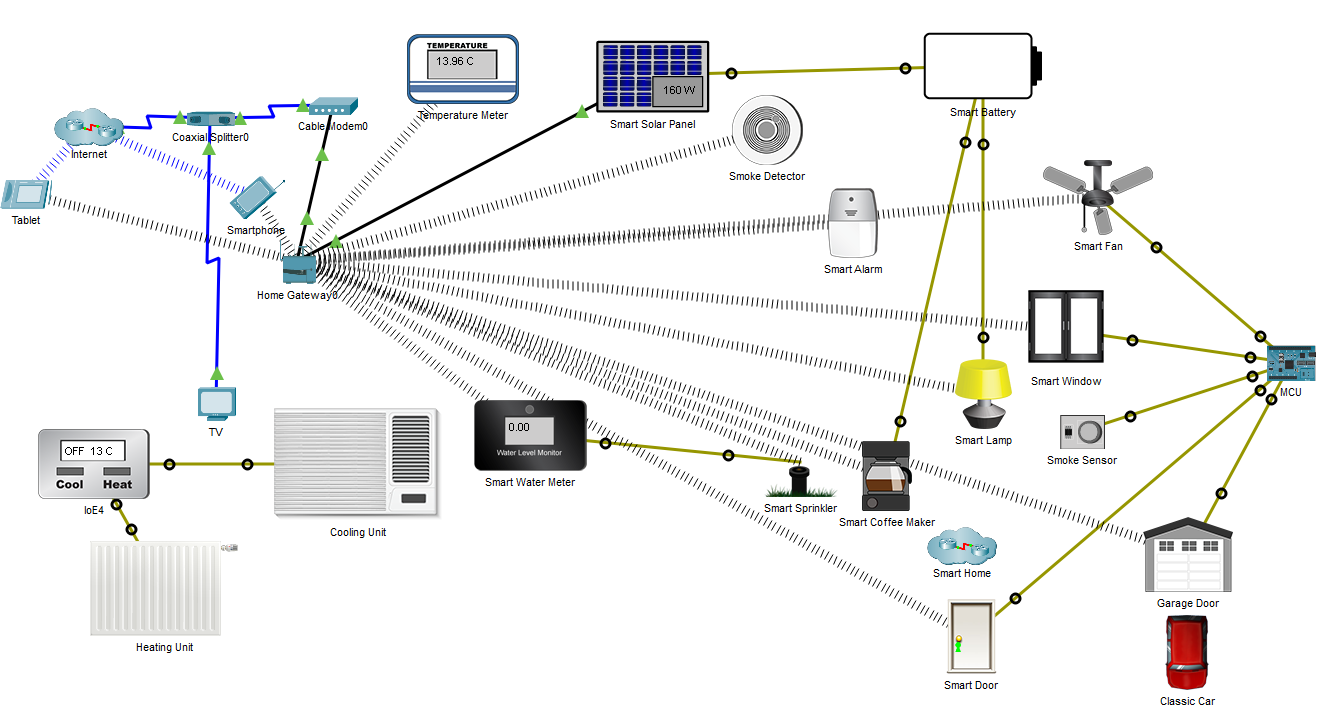 TEMPERATURE
13.96 C
Temperature Meter
160 W
Smart Solar Panel
Smart Battery
Internet
Coaxial Splitter0
Cable Modem0
Smoke Detector
Tablet
Smartphone
Smart Alarm
Smart Fan
Home Gateway0
Smart Window
MCU
TV
Smart Lamp
Smoke Sensor
OFF 13 C
Cool Heat
IoE4
Cooling Unit
0.00
Water Level Monitor
Smart Water Meter
Smart Sprinkler
Smart Coffee Maker
Smart Home
Garage Door
Heating Unit
Smart Door
Classic Car